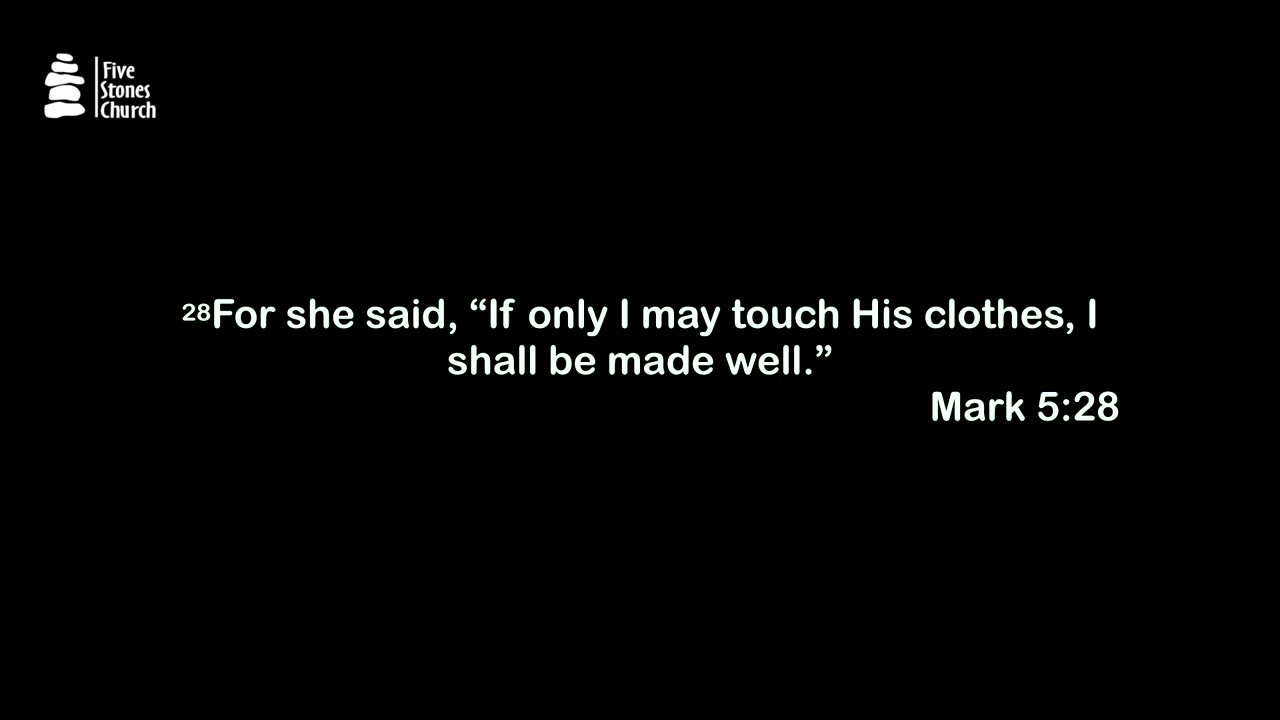 Five
Stones
Church
28For she said, “If only I may touch His clothes, I
shall be made well.”
Mark 5:28